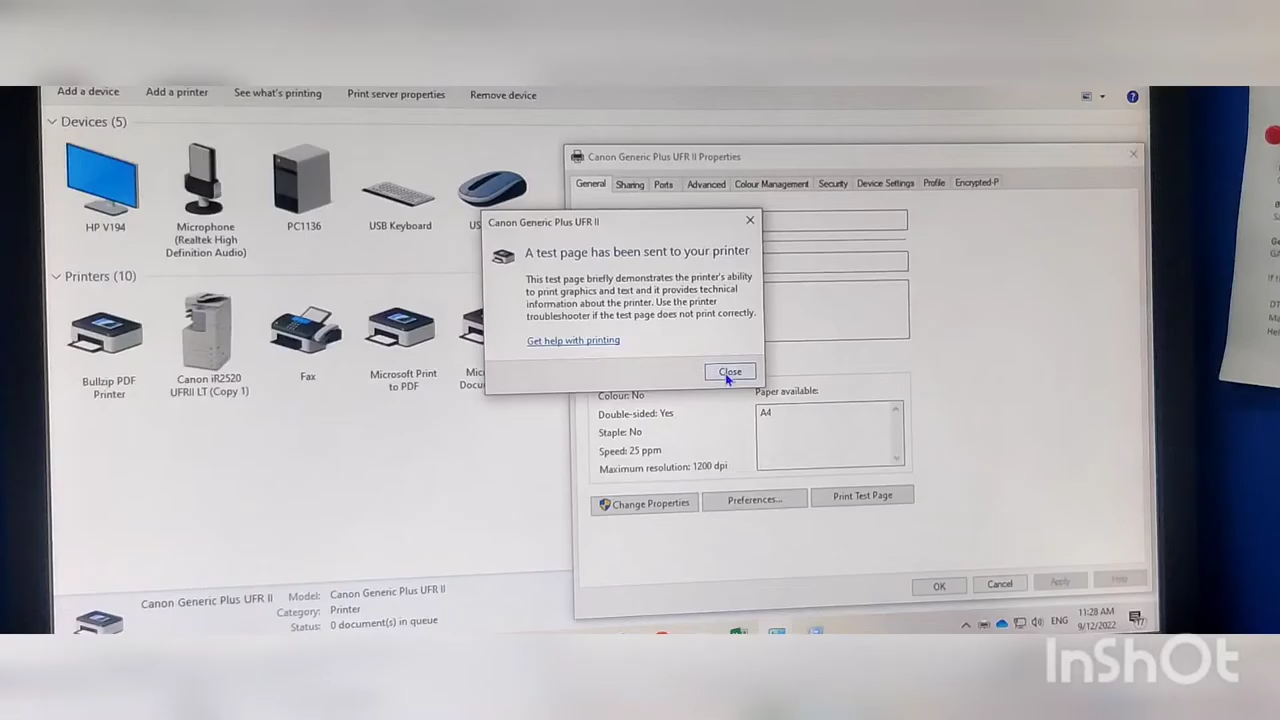 Add a device Add a printer See what's printing Print server properties Remove device
Devices (5)
HP V194
Microphone
(Realtek High
Definition Audio)
PC1136
USB Keyboard
Printers (10)
Bullzip PDF
Printer
Canon iR2520
UFRII LT (Copy 1)
Fax
Microsoft Print
to PDF
Canon Generic Plus UFR II Properties
General Sharing Ports Advanced Colour Management Security Device Settings Profile Encrypted-P
Canon Generic Plus UFR II
A test page has been sent to your printer
This test page briefly demonstrates the printer's ability
to print graphics and text and it provides technical
information about the printer. Use the printer
troubleshooter if the test page does not print correctly.
Get help with printing
Close
Colour: No
Double-sided: Yes
Staple: No
Speed: 25 ppm
Maximum resolution: 1200 dpi
Paper available:
A4
Change Properties Preferences... Print Test Page
OK Cancel Apply Help
Canon Generic Plus UFR II
Model: Canon Generic Plus UFR II
Category: Printer
Status: 0 document(s) in queue
ENG
11:28 AM
9/12/2022
InShOt